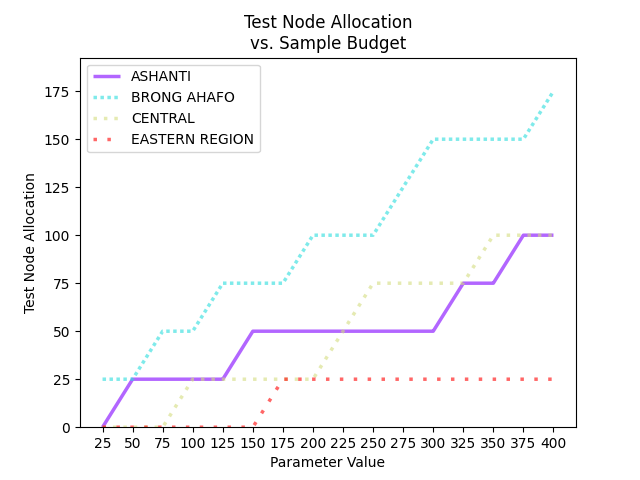 Test Node Allocation
vs. Sample Budget
ASHANTI
BRONG AHAFO
CENTRAL
EASTERN REGION
Test Node Allocation
175
150
125
100
75
50
25
0
25 50 75 100 125 150 175 200 225 250 275 300 325 350 375 400
Parameter Value